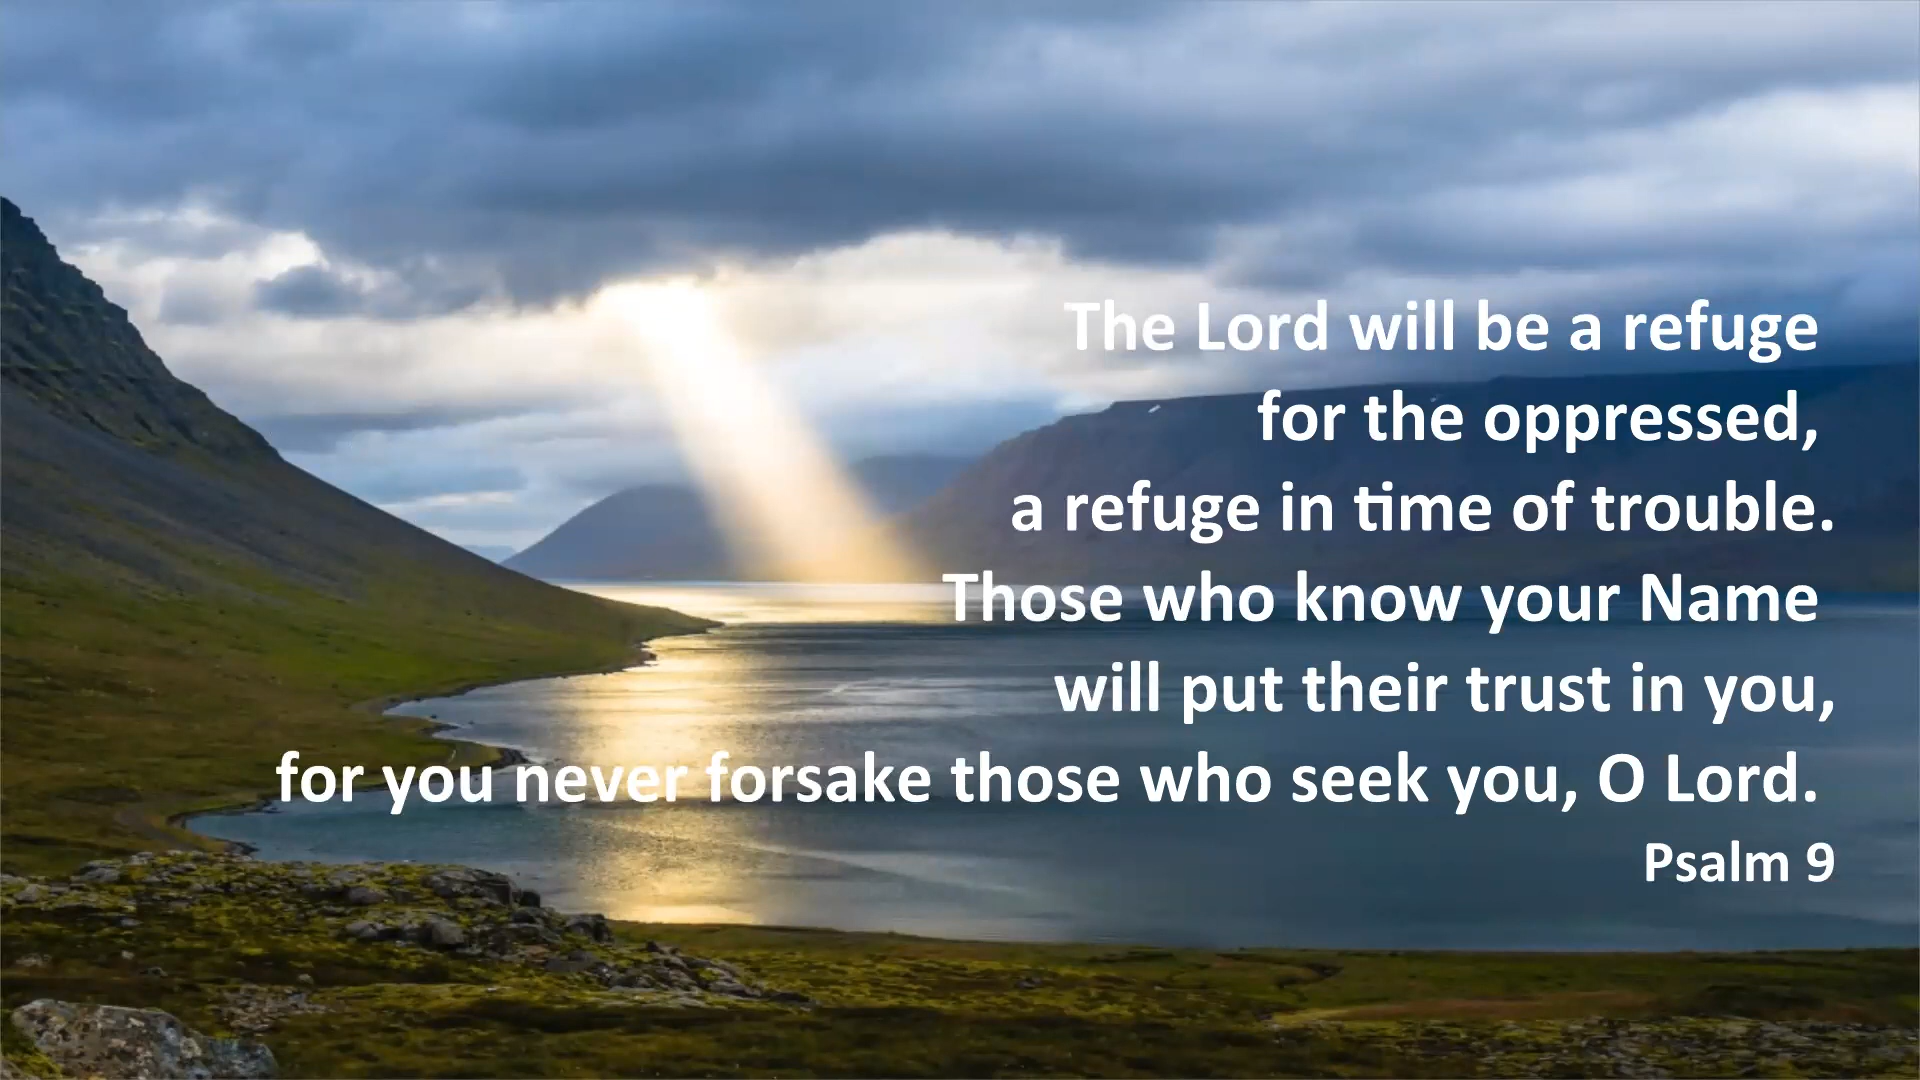 The Lord will be a refuge
for the oppressed,
a refuge in time of trouble.
Those who know your Name
will put their trust in you,
for you never forsake those who seek you, O Lord.
Psalm 9